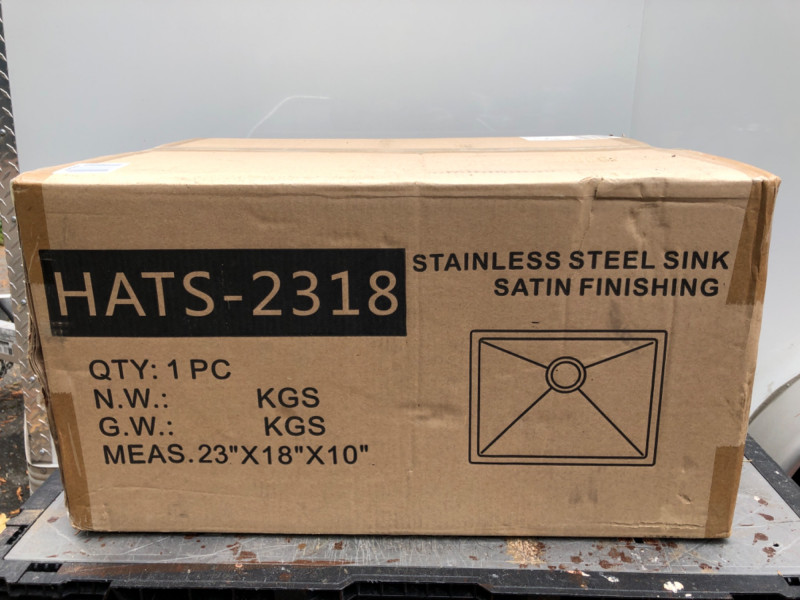 HATS-2318
STAINLESS STEEL SINK
SATIN FINISHING
QTY: 1 PC
N.W.: KGS
G.W.: KGS
MEAS. 23"X18"X10"